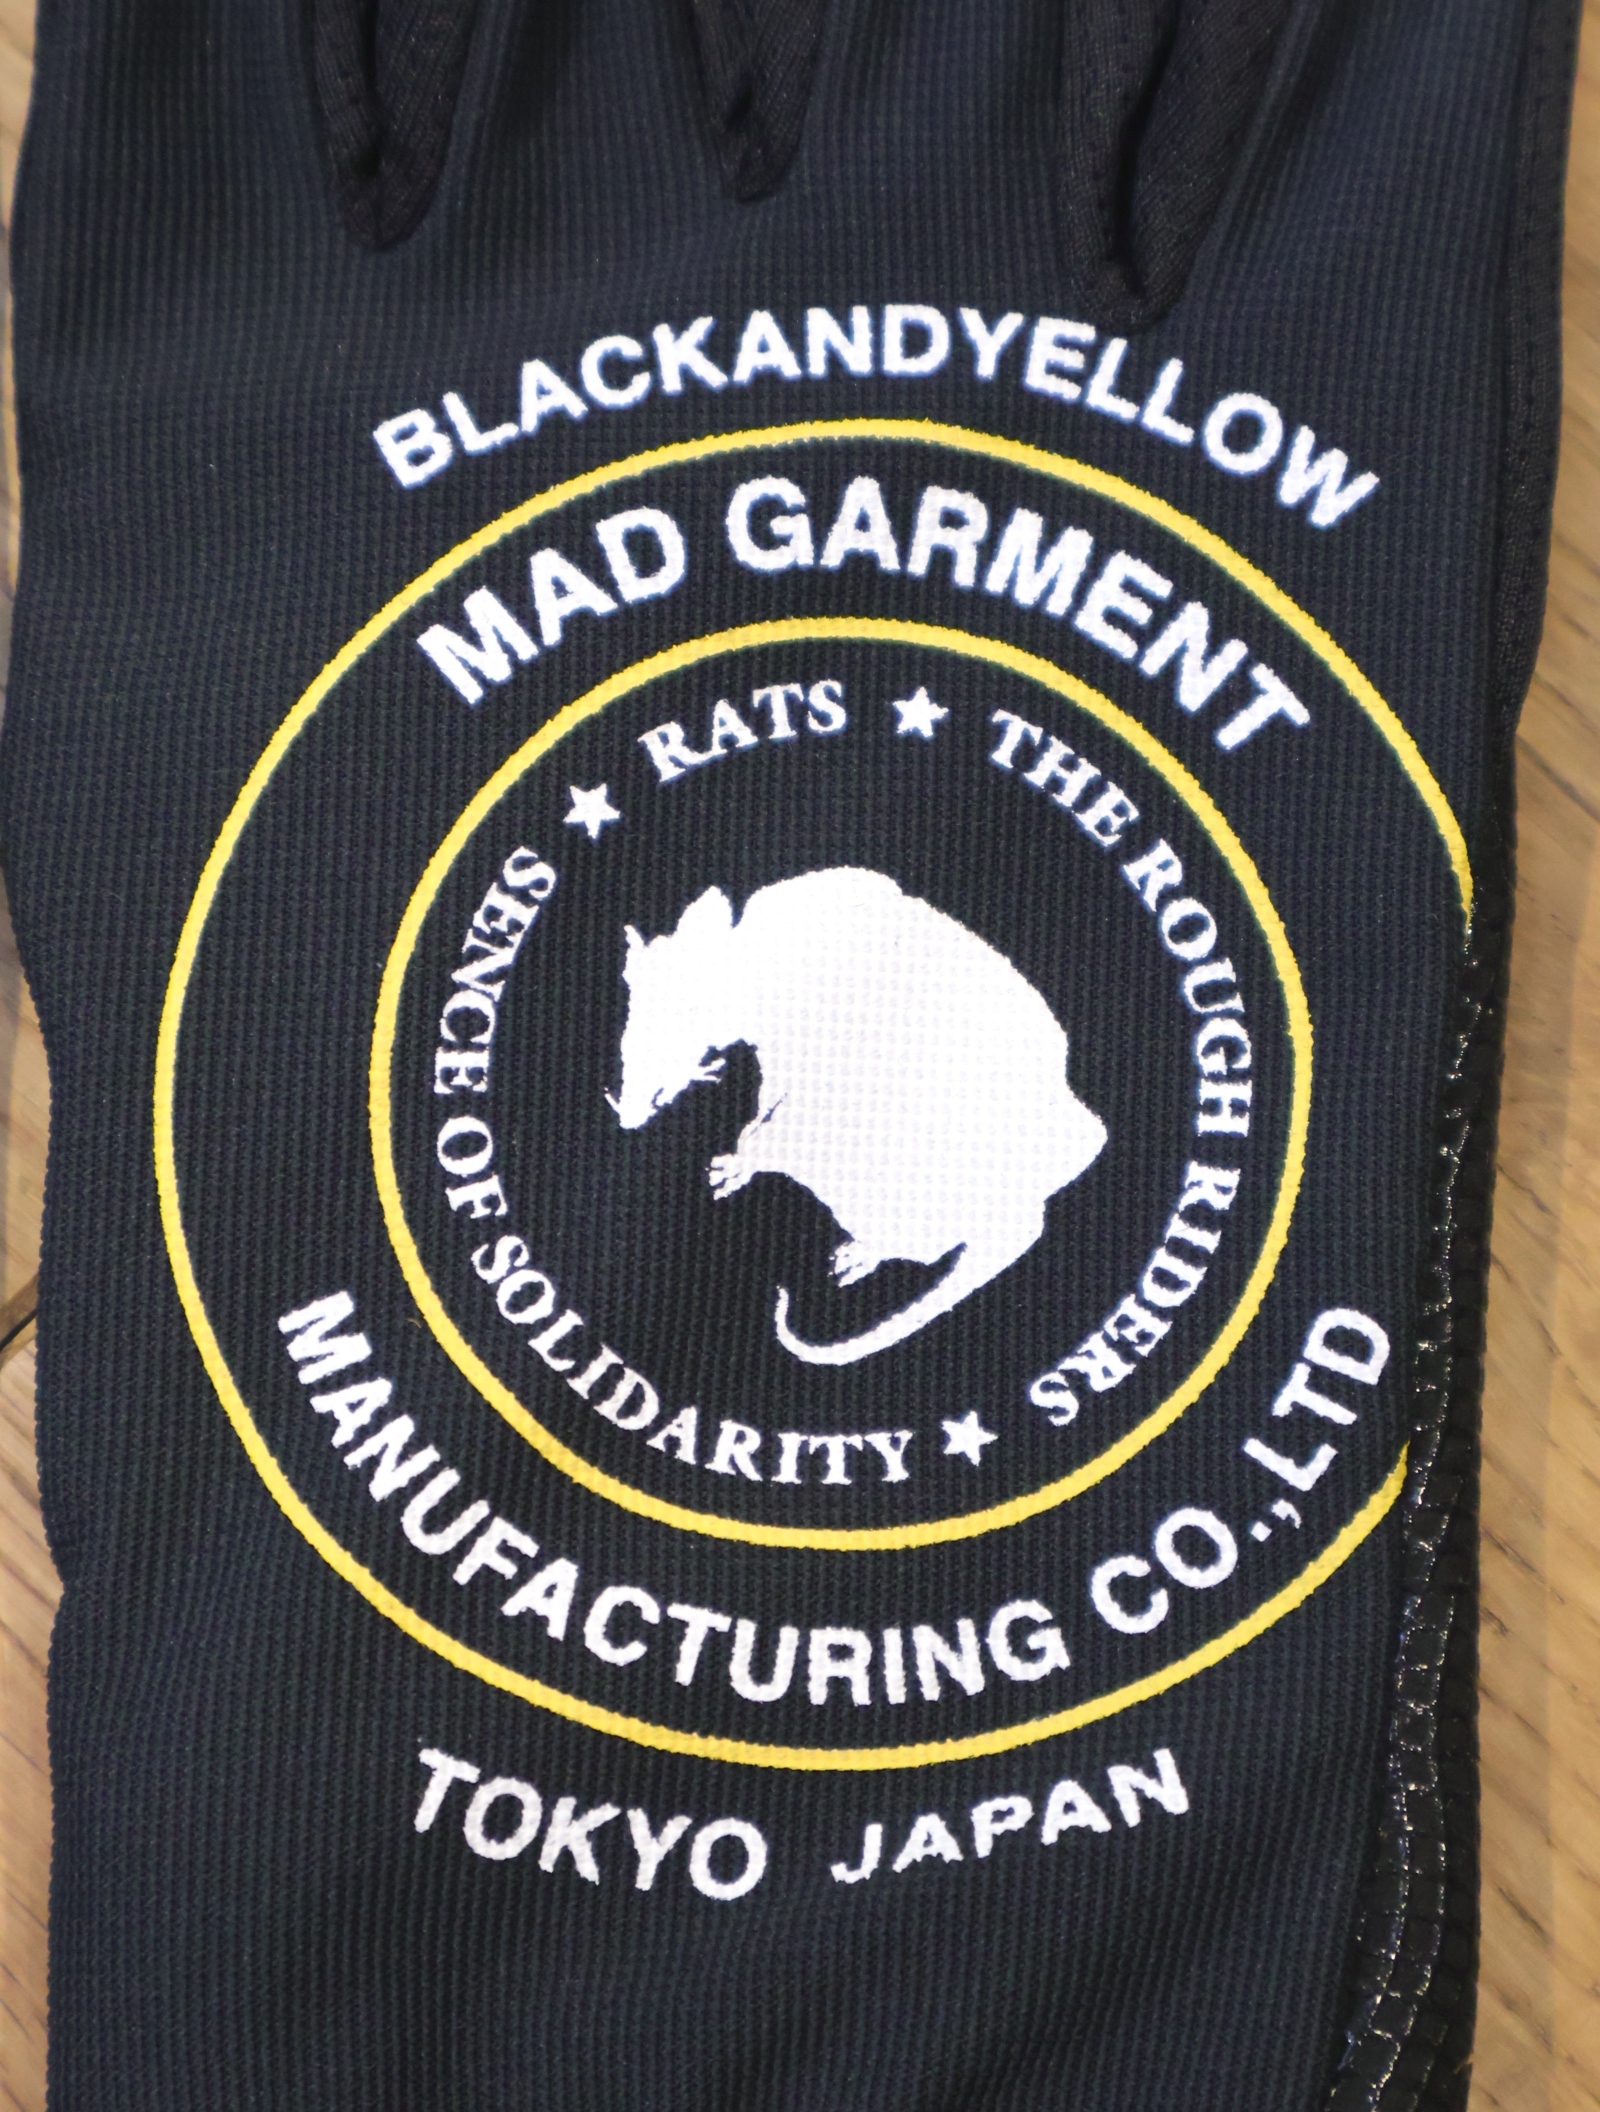 BLACKANDYELLOW
MAD GARMENT
RATS ★ THE ROUGH RIDERS ★ SENCE OF SOLIDARITY ★
MANUFACTURING CO.,LTD
TOKYO JAPAN